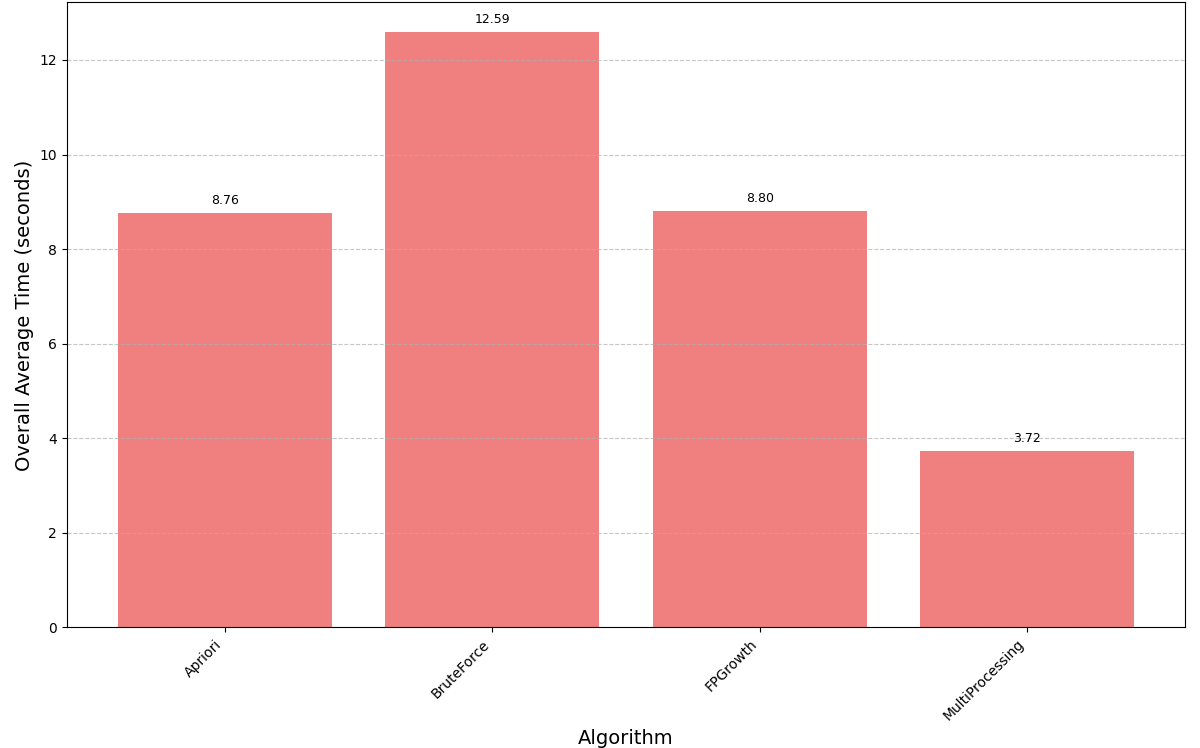 12.59
12
10
8.76
8.80
8
6
4
3.72
2
0
Overall Average Time (seconds)
Apriori
BruteForce
FPGrowth
MultiProcessing
Algorithm